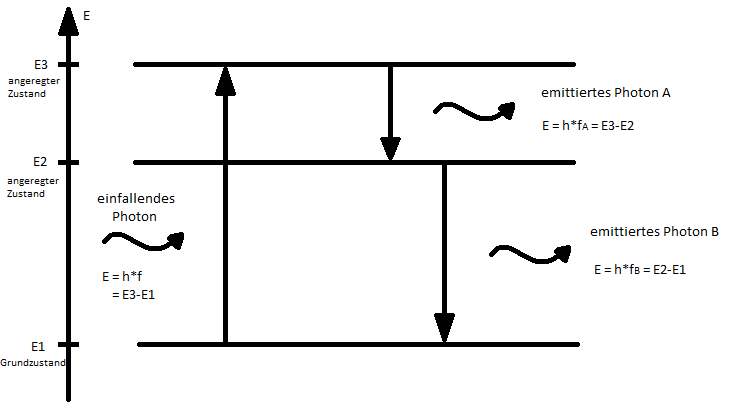 E
E3
angeregter
Zustand
emittiertes Photon A
E = h*fA = E3-E2
E2
angeregter
Zustand
einfallendes
Photon
E = h*f
= E3-E1
emittiertes Photon B
E = h*fB = E2-E1
E1
Grundzustand